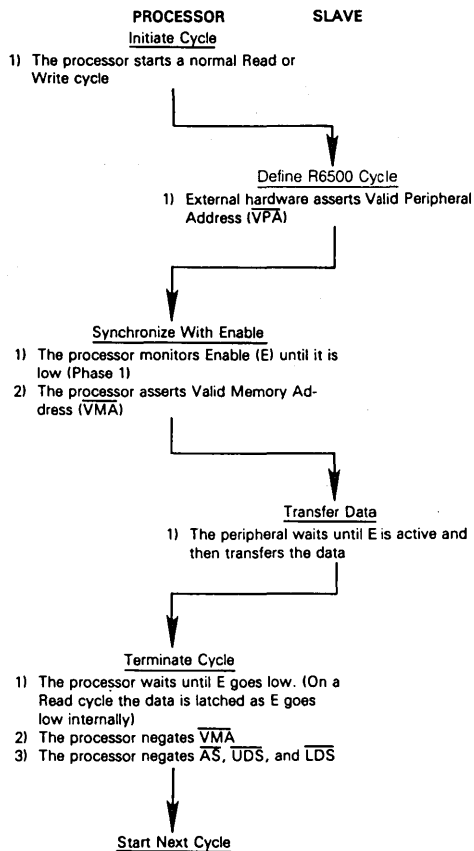 PROCESSOR SLAVE
Initiate Cycle
1) The processor starts a normal Read or
Write cycle
Define R6500 Cycle
1) External hardware asserts Valid Peripheral
Address (VPA)
Synchronize With Enable
1) The processor monitors Enable (E) until it is
low (Phase 1)
2) The processor asserts Valid Memory Ad-
dress (VMA)
Transfer Data
1) The peripheral waits until E is active and
then transfers the data
Terminate Cycle
1) The processor waits until E goes low. (On a
Read cycle the data is latched as E goes
low internally)
2) The processor negates VMA
3) The processor negates AS, UDS, and LDS
Start Next Cycle